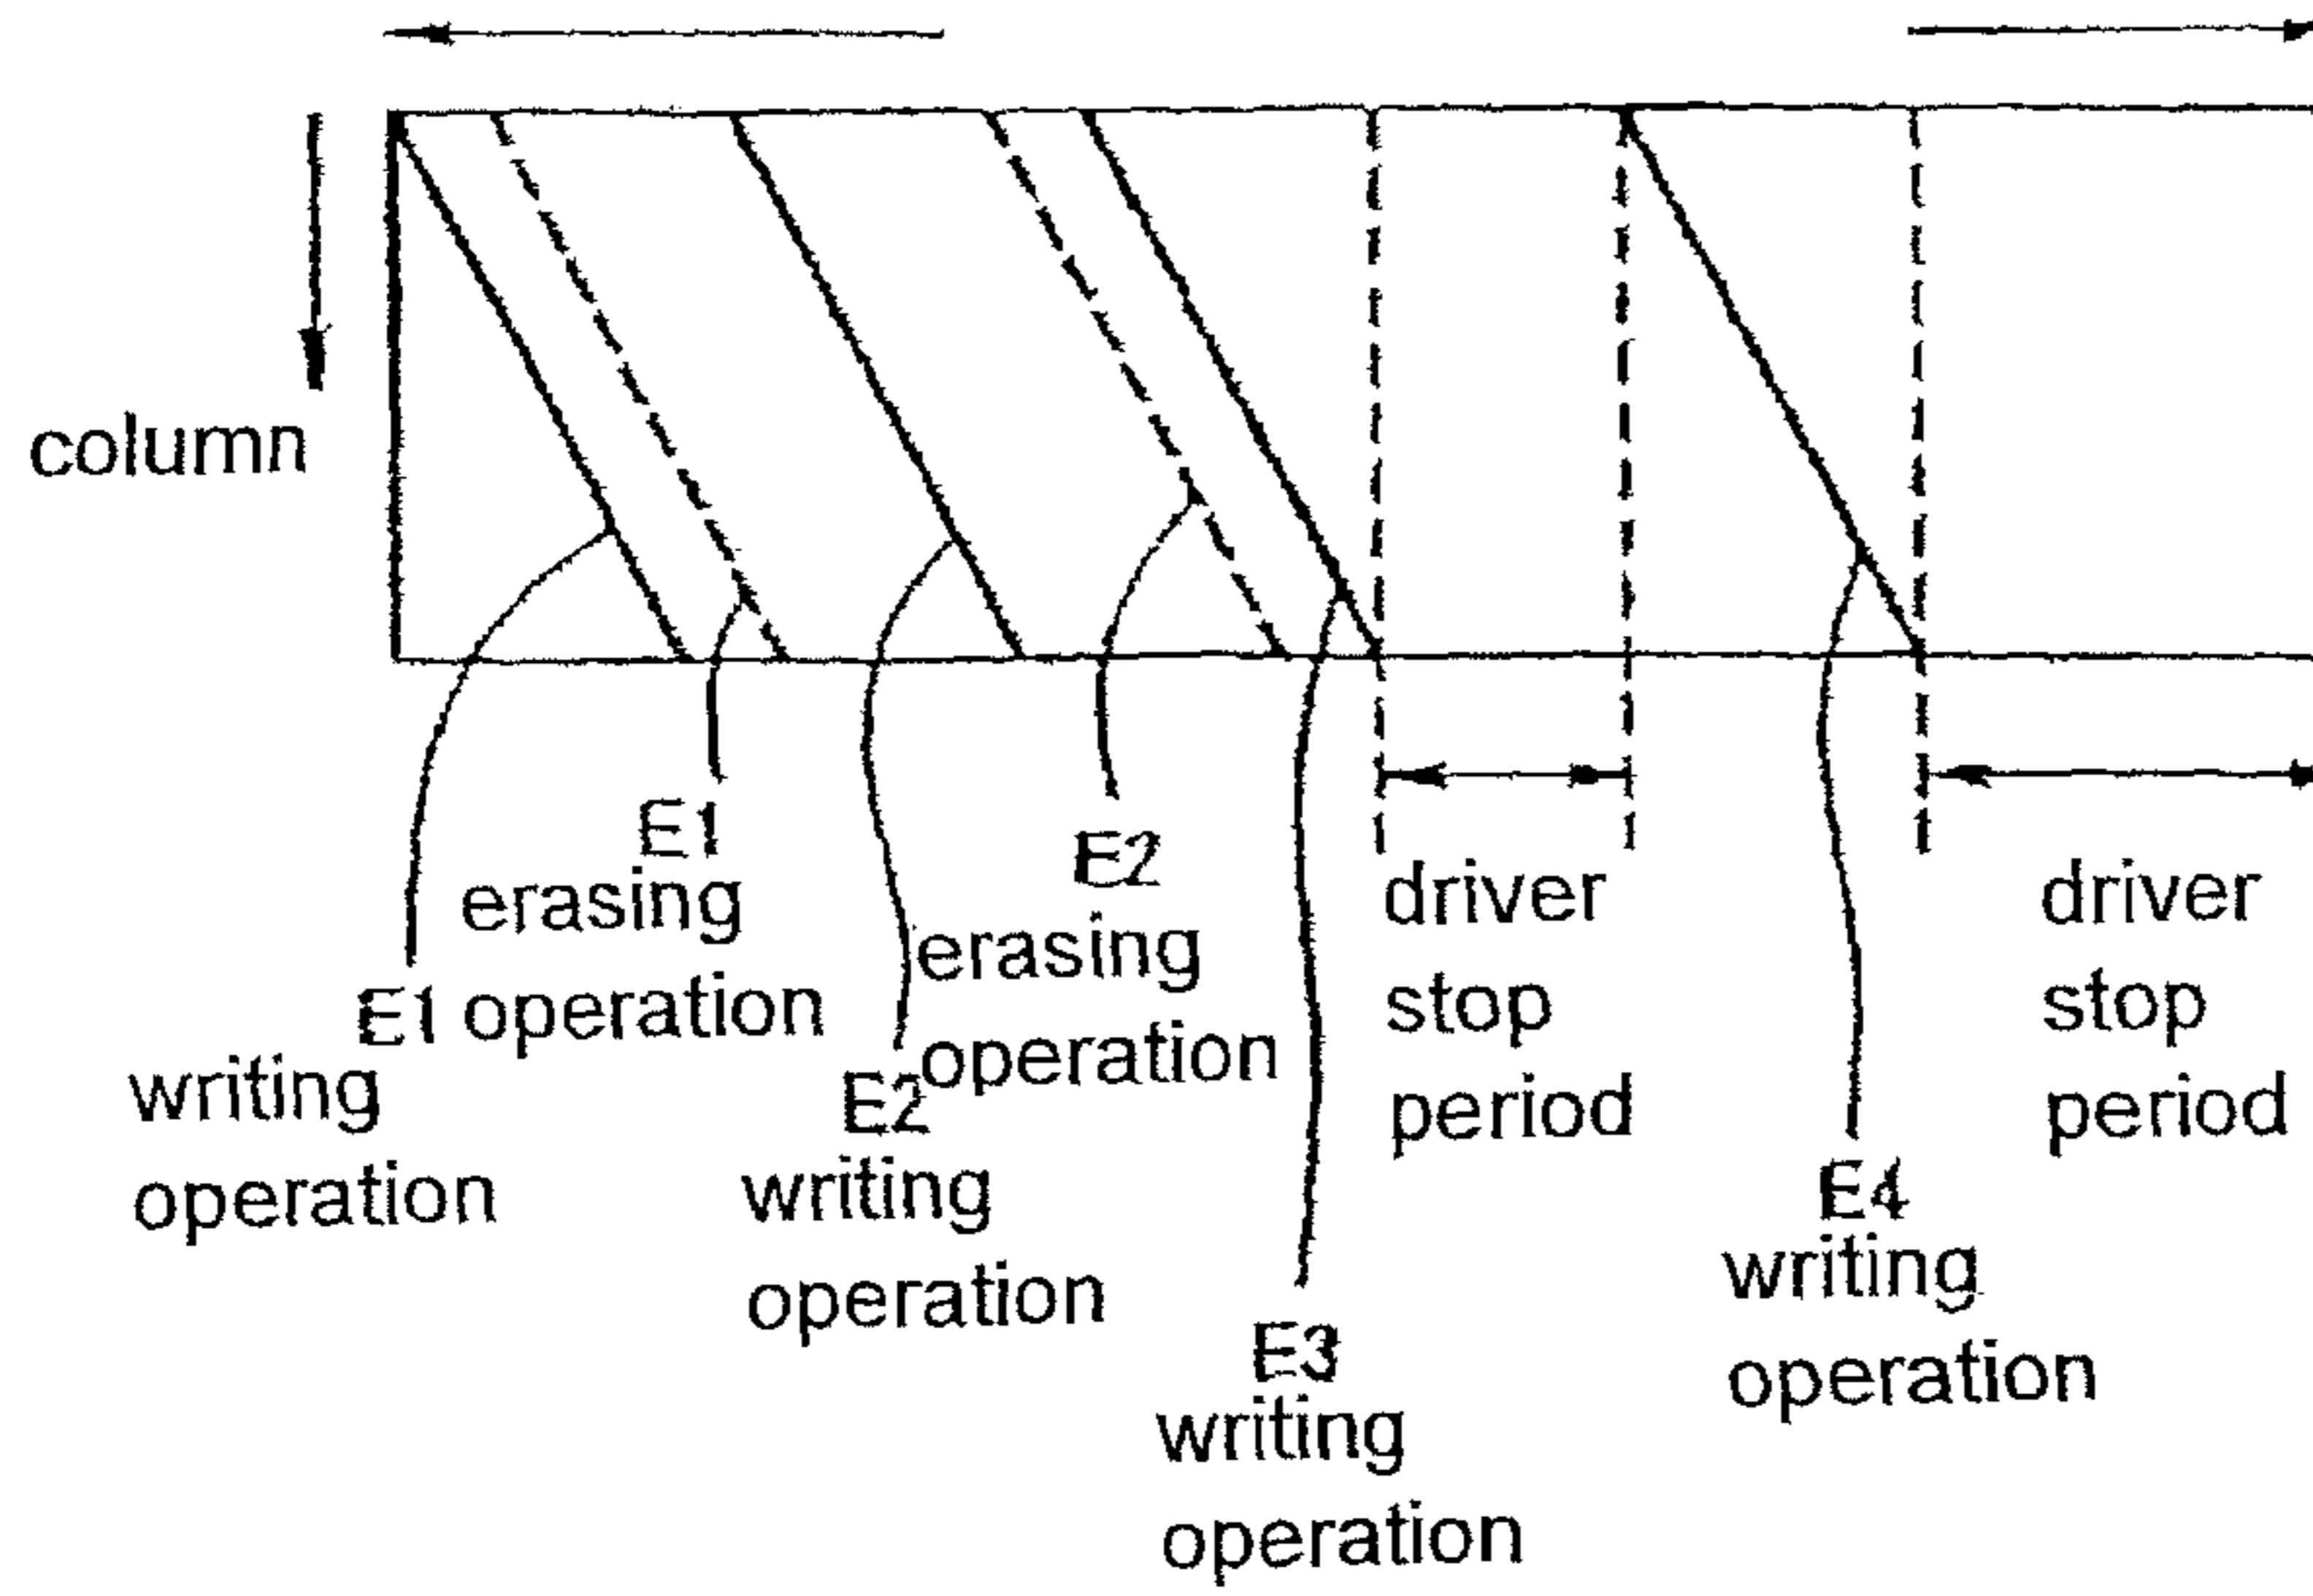 column
E1
erasing
operation
E1
writing
operation
E2
erasing
operation
E2
writing
operation
driver
stop
period
E3
writing
operation
E4
writing
operation
driver
stop
period